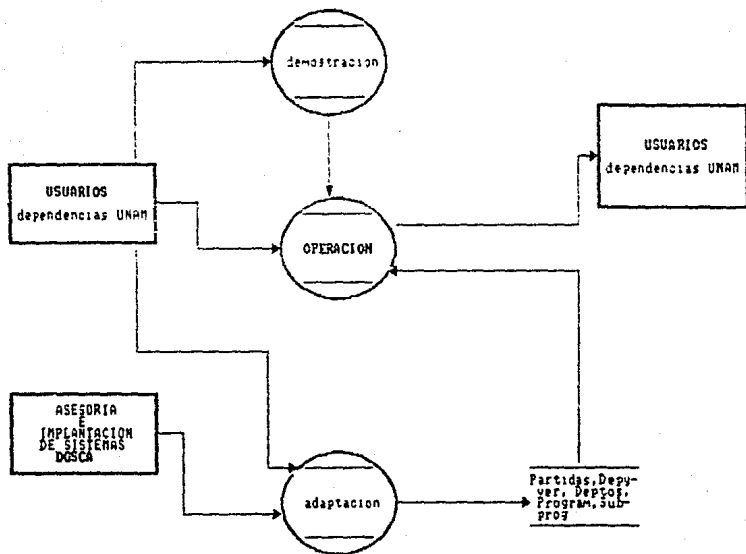 demostracion
USUARIOS
dependencias UNAM
USUARIOS
dependencias UNAM
OPERACION
ASESORIA
E
IMPLANTACION
DE SISTEMAS
DGSCA
adaptacion
Partidas,Depy-
ver, Deptos,
Program,Sub-
prog